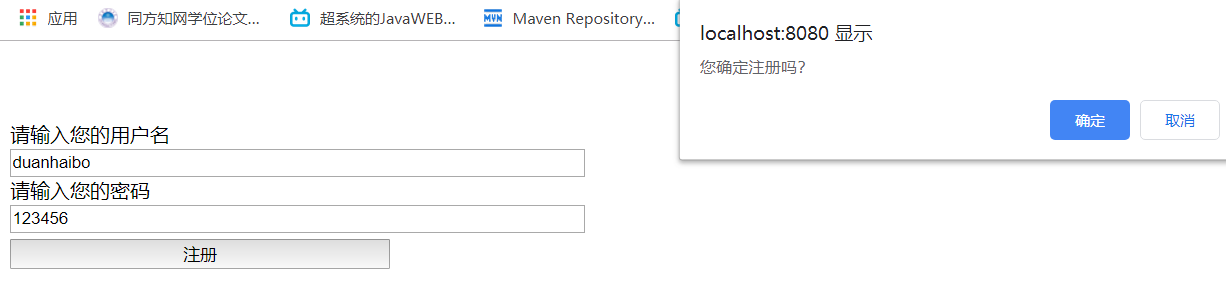 应用 同方知网学位论文... 超系统的JavaWEB... MVN Maven Repository...
localhost:8080 显示
您确定注册吗?
确定 取消
请输入您的用户名
duanhaibo
请输入您的密码
123456
注册